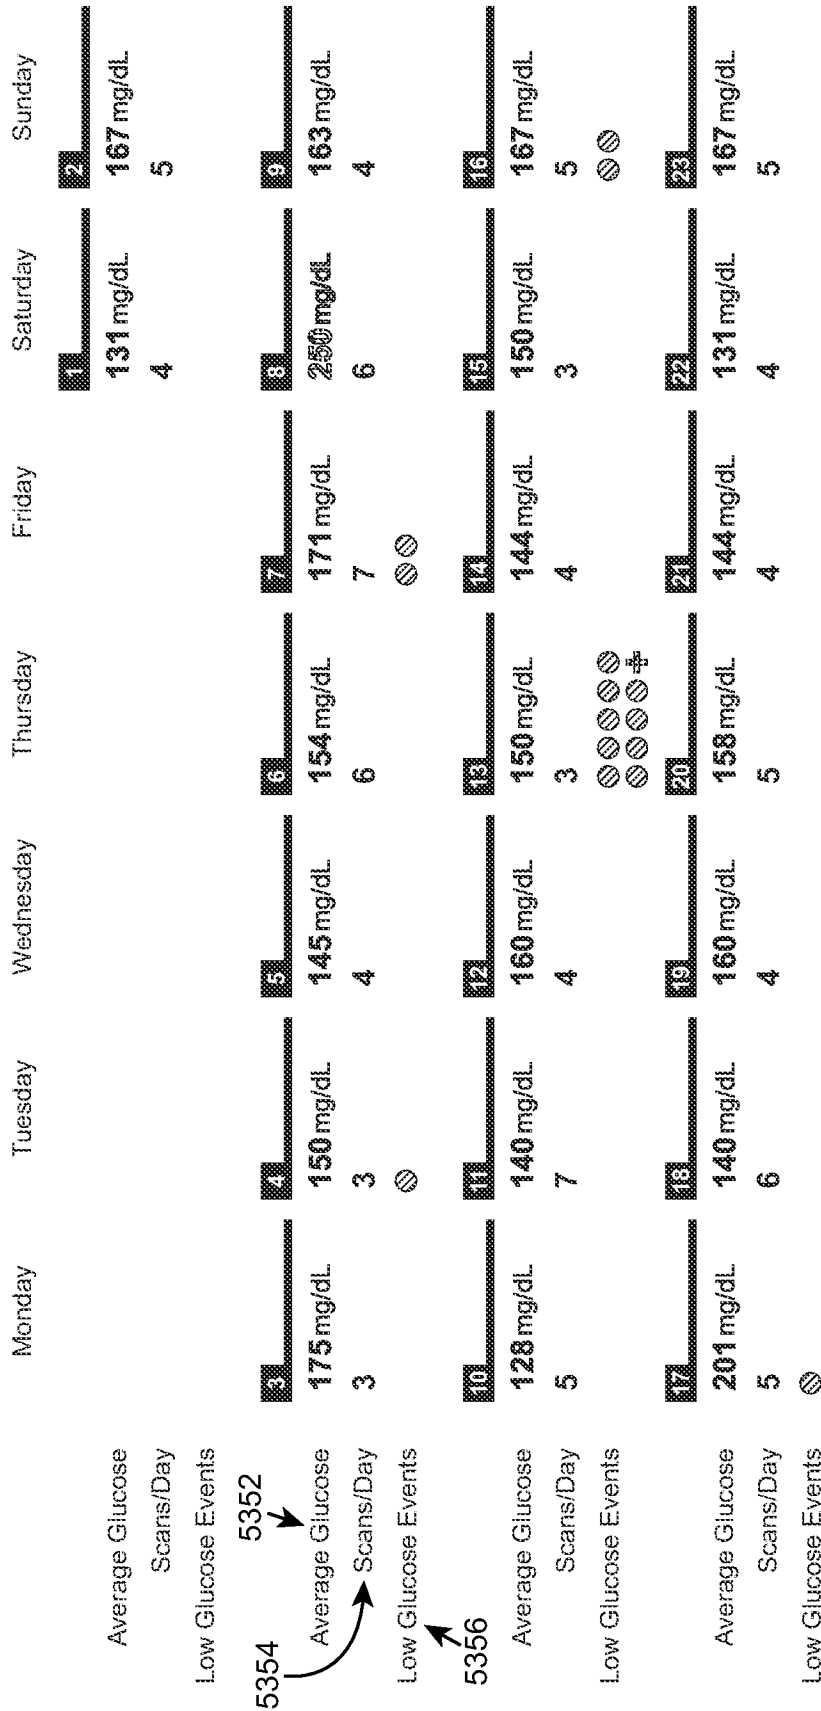 Monday Tuesday Wednesday Thursday Friday Saturday Sunday
1 2
Average Glucose 131 mg/dL 167 mg/dL
Scans/Day 4 5
Low Glucose Events
5352
5354
5356
3 4 5 6 7 8 9
Average Glucose 175 mg/dL 150 mg/dL 145 mg/dL 154 mg/dL 171 mg/dL 250 mg/dL 163 mg/dL
Scans/Day 3 3 4 6 7 6 4
Low Glucose Events
10 11 12 13 14 15 16
Average Glucose 128 mg/dL 140 mg/dL 160 mg/dL 150 mg/dL 144 mg/dL 150 mg/dL 167 mg/dL
Scans/Day 5 7 4 3 4 3 5
Low Glucose Events +
17 18 19 20 21 22 23
Average Glucose 201 mg/dL 140 mg/dL 160 mg/dL 158 mg/dL 144 mg/dL 131 mg/dL 167 mg/dL
Scans/Day 5 6 4 5 4 4 5
Low Glucose Events